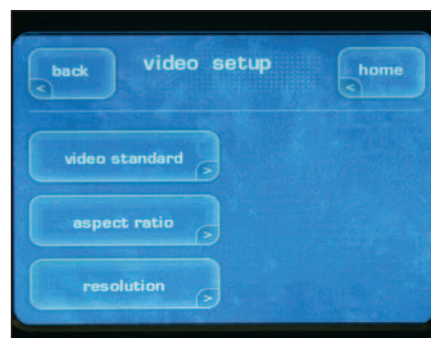 back
<
video setup
home
<
video standard
>
aspect ratio
>
resolution
>